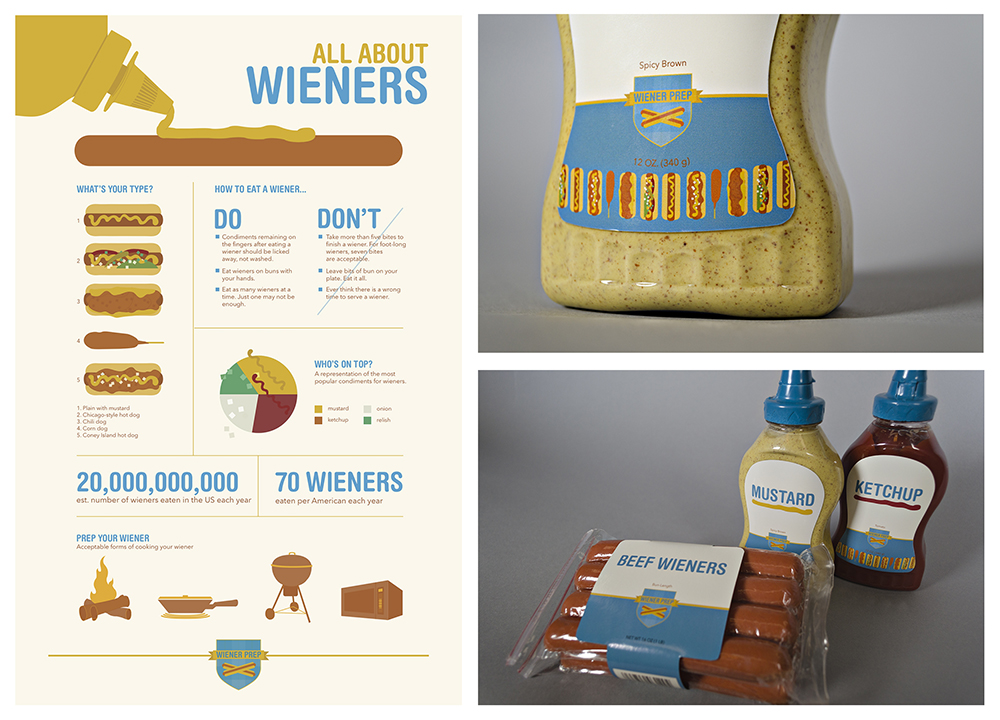 ALL ABOUT
WIENERS
WHAT'S YOUR TYPE?
1
2
3
4
5
1. Plain with mustard
2. Chicago-style hot dog
3. Chili dog
4. Corn dog
5. Coney Island hot dog
HOW TO EAT A WIENER...
DO
Condiments remaining on
the fingers after eating a
wiener should be licked
away, not washed.
Eat wieners on buns with
your hands.
Eat as many wieners at a
time. Just one may not be
enough.
DON'T
Take more than five bites to
finish a wiener. For foot-long
wieners, seven bites
are acceptable.
Leave bits of bun on your
plate. Eat it all.
Ever think there is a wrong
time to serve a wiener.
WHO'S ON TOP?
A representation of the most
popular condiments for wieners.
mustard
onion
ketchup
relish
20,000,000,000
est. number of wieners eaten in the US each year
70 WIENERS
eaten per American each year
PREP YOUR WIENER
Acceptable forms of cooking your wiener
WIENER PREP
Spicy Brown
WIENER PREP
12 OZ. (340 g)
MUSTARD
KETCHUP
BEEF WIENERS
WIENER PREP